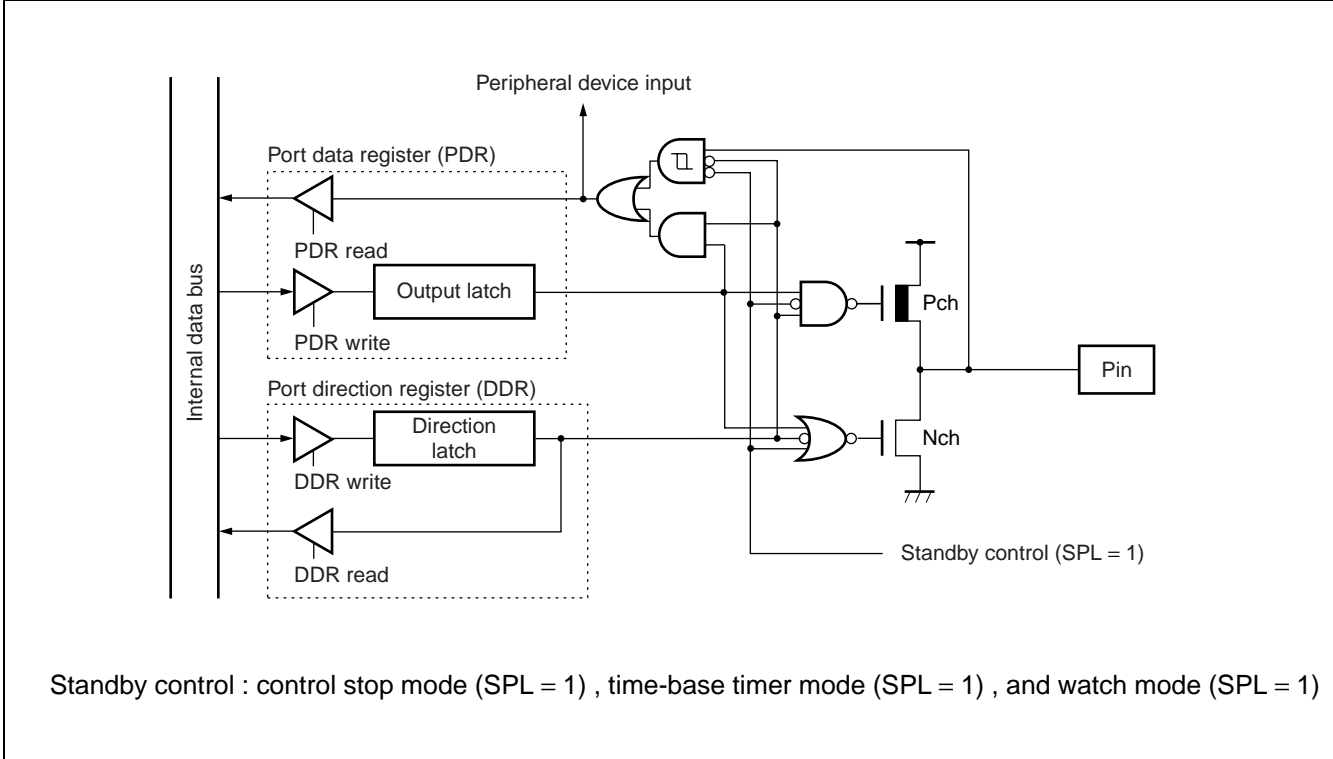 Peripheral device input
Port data register (PDR)
PDR read
Output latch
PDR write
Internal data bus
Pch
Pin
Port direction register (DDR)
Direction
latch
Nch
DDR write
DDR read
Standby control (SPL = 1)
Standby control : control stop mode (SPL = 1) , time-base timer mode (SPL = 1) , and watch mode (SPL = 1)